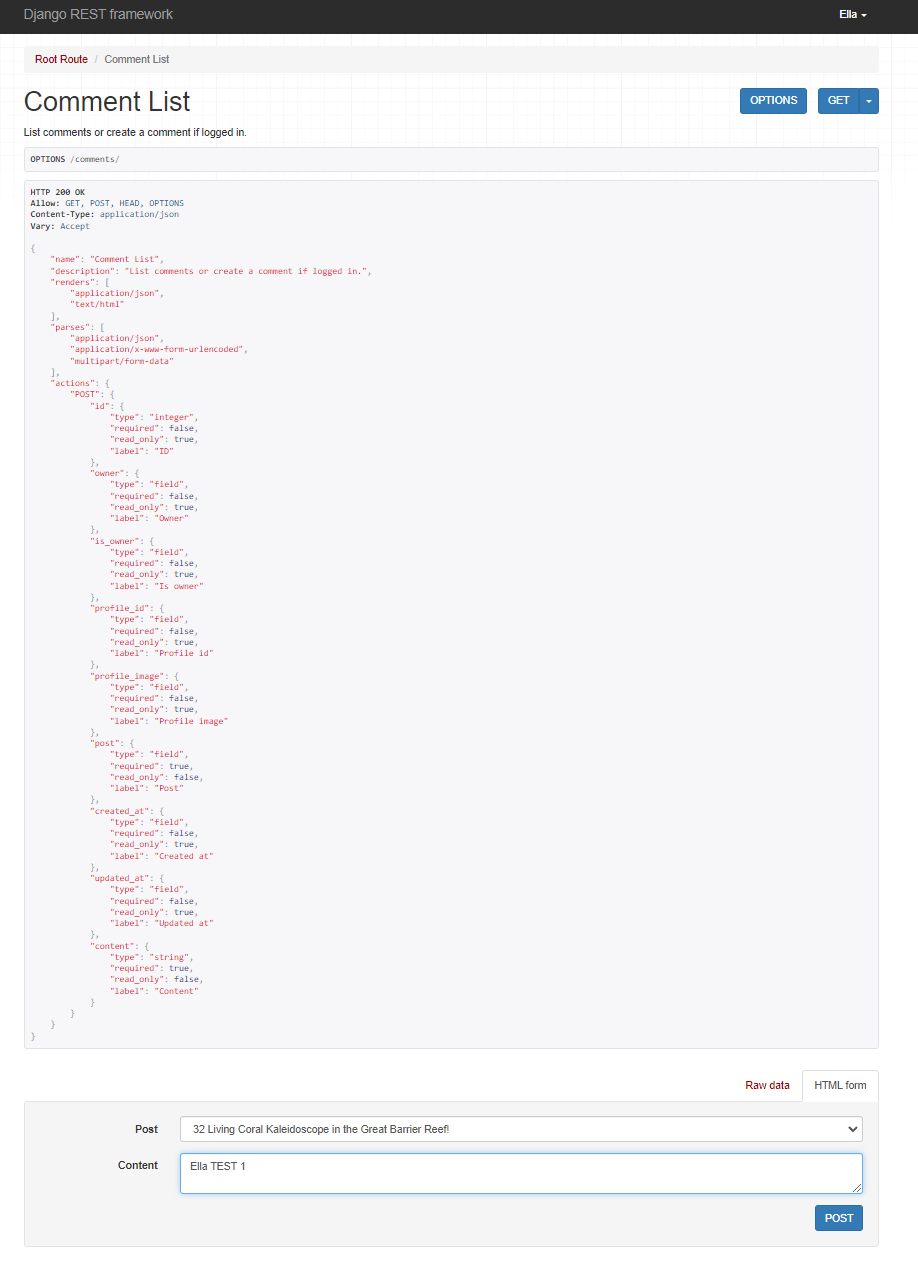 Django REST framework
Ella
Root Route / Comment List
Comment List
OPTIONS
GET
List comments or create a comment if logged in.
OPTIONS /comments/
HTTP 200 OK
Allow: GET, POST, HEAD, OPTIONS
Content-Type: application/json
Vary: Accept
{
    "name": "Comment List",
    "description": "List comments or create a comment if logged in.",
    "renders": [
        "application/json",
        "text/html"
    ],
    "parses": [
        "application/json",
        "application/x-www-form-urlencoded",
        "multipart/form-data"
    ],
    "actions": {
        "POST": {
            "id": {
                "type": "integer",
                "required": false,
                "read_only": true,
                "label": "ID"
            },
            "owner": {
                "type": "field",
                "required": false,
                "read_only": true,
                "label": "Owner"
            },
            "is_owner": {
                "type": "field",
                "required": false,
                "read_only": true,
                "label": "Is owner"
            },
            "profile_id": {
                "type": "field",
                "required": false,
                "read_only": true,
                "label": "Profile id"
            },
            "profile_image": {
                "type": "field",
                "required": false,
                "read_only": true,
                "label": "Profile image"
            },
            "post": {
                "type": "field",
                "required": true,
                "read_only": false,
                "label": "Post"
            },
            "created_at": {
                "type": "field",
                "required": false,
                "read_only": true,
                "label": "Created at"
            },
            "updated_at": {
                "type": "field",
                "required": false,
                "read_only": true,
                "label": "Updated at"
            },
            "content": {
                "type": "string",
                "required": true,
                "read_only": false,
                "label": "Content"
            }
        }
    }
}
Raw data
HTML form
Post
32 Living Coral Kaleidoscope in the Great Barrier Reef!
Content
Ella TEST 1
POST